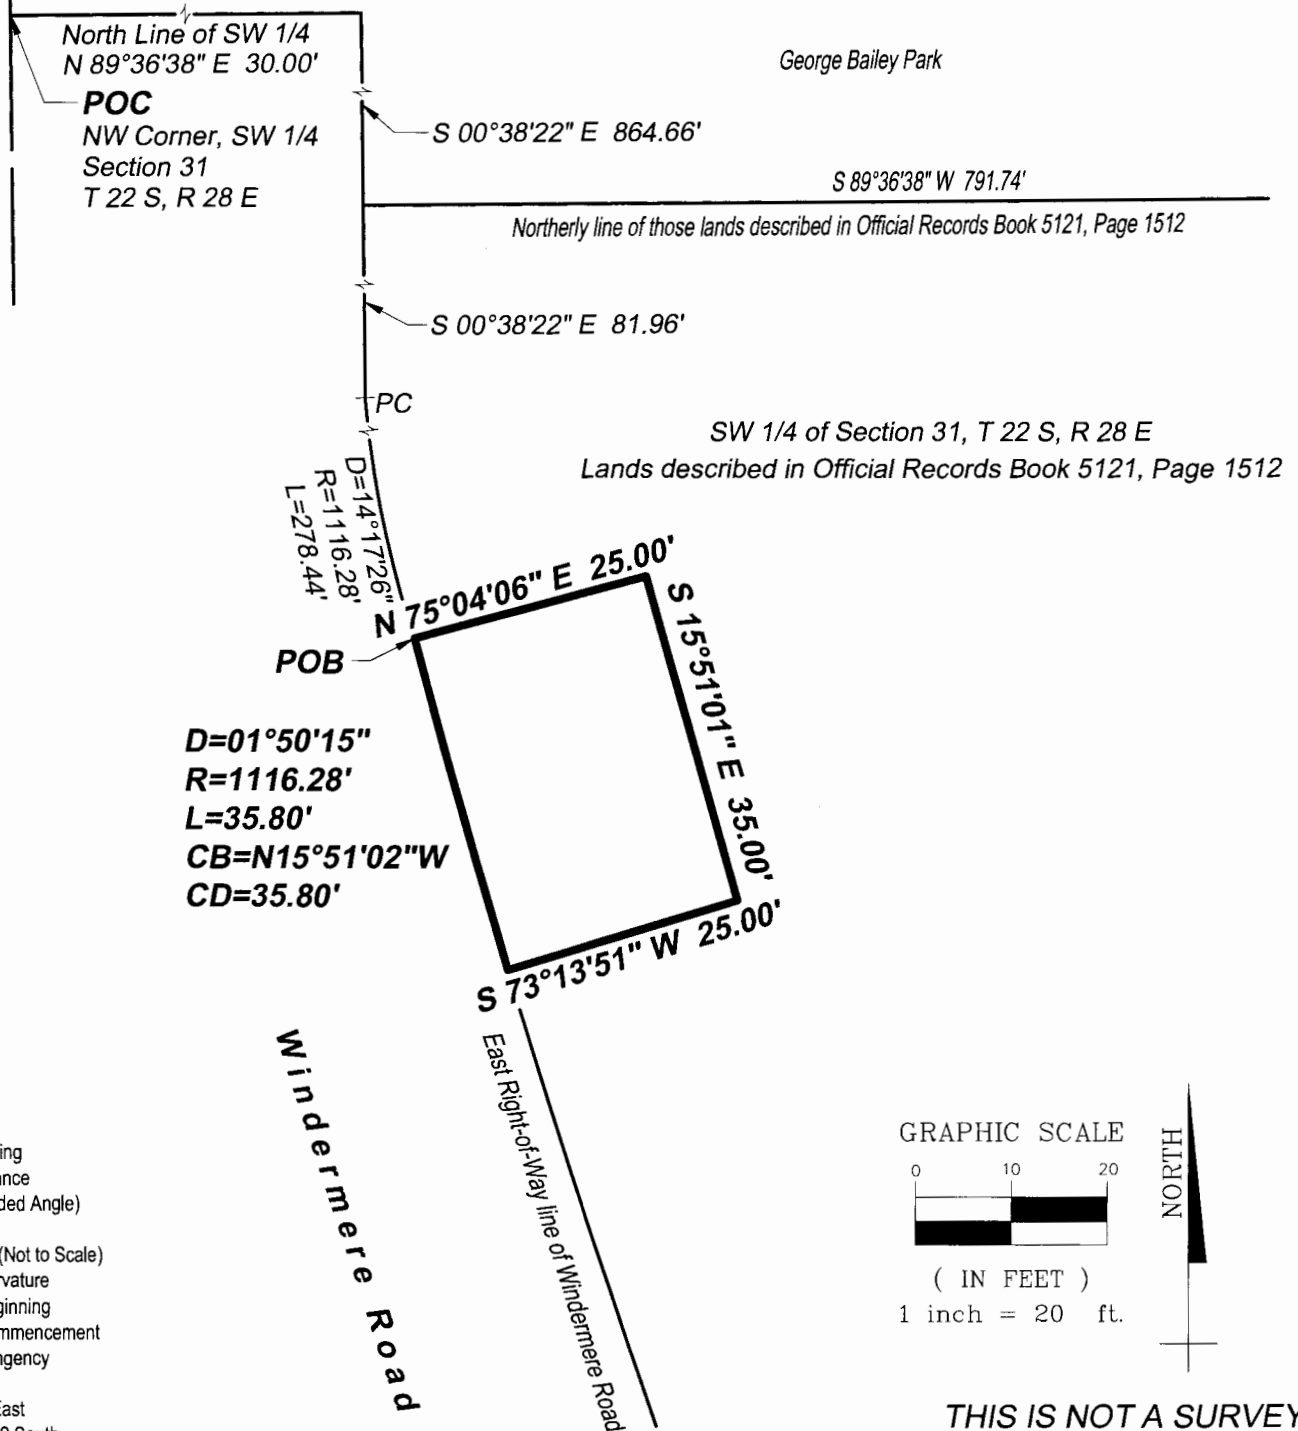 North Line of SW 1/4
N 89°36'38" E 30.00'
POC
NW Corner, SW 1/4
Section 31
T 22 S, R 28 E
George Bailey Park
S 00°38'22" E 864.66'
S 89°36'38" W 791.74'
Northerly line of those lands described in Official Records Book 5121, Page 1512
S 00°38'22" E 81.96'
PC
SW 1/4 of Section 31, T 22 S, R 28 E
Lands described in Official Records Book 5121, Page 1512
D=14°17'26"
R=1116.28'
L=278.44'
N 75°04'06" E 25.00'
S 15°51'01" E 35.00'
POB
D=01°50'15"
R=1116.28'
L=35.80'
CB=N15°51'02"W
CD=35.80'
S 73°13'51" W 25.00'
Windermere Road
East Right-of-Way line of Windermere Road
ded Angle)
(Not to Scale)
East
GRAPHIC SCALE
0 10 20
( IN FEET )
1 inch = 20 ft.
NORTH
THIS IS NOT A SURVEY